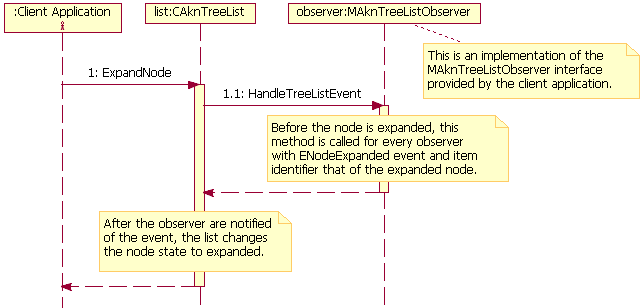 :Client Application
list:CAknTreeList
observer:MAknTreeListObserver
This is an implementation of the
MAknTreeListObserver interface
provided by the client application.
1: ExpandNode
1.1: HandleTreeListEvent
Before the node is expanded, this
method is called for every observer
with ENodeExpanded event and item
identifier that of the expanded node.
After the observer are notified
of the event, the list changes
the node state to expanded.